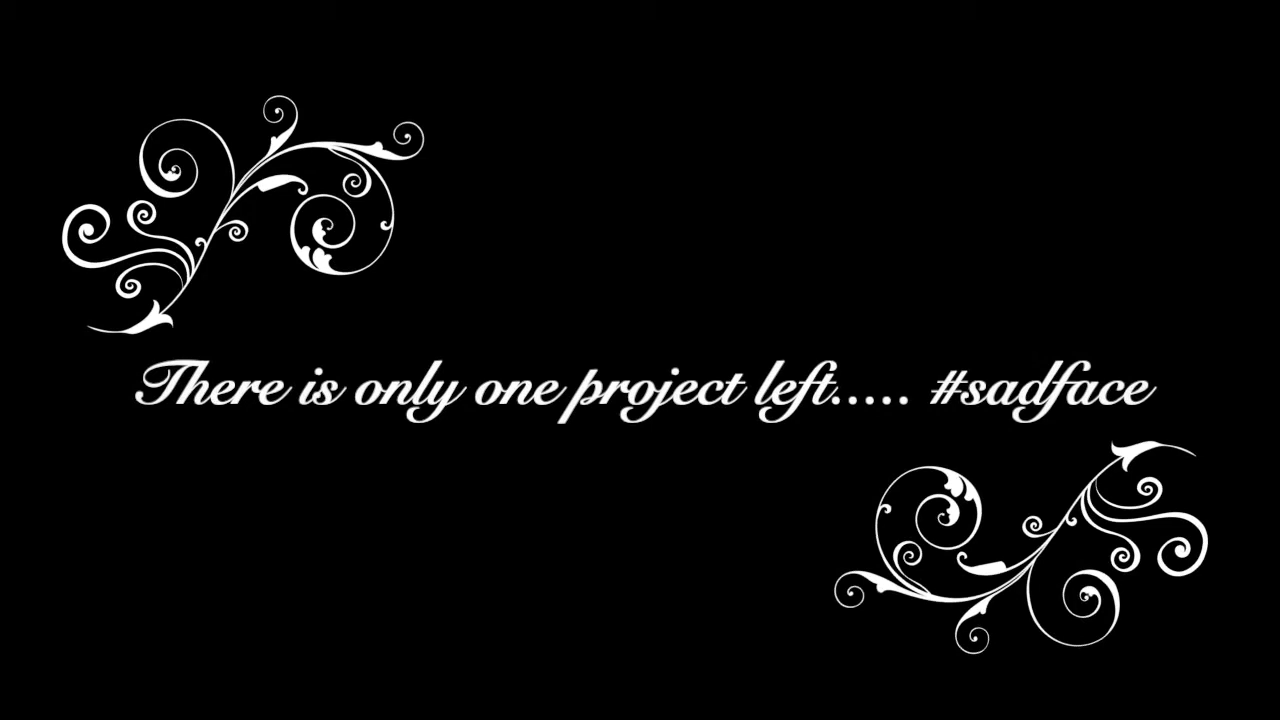 There is only one project left..... #sadface